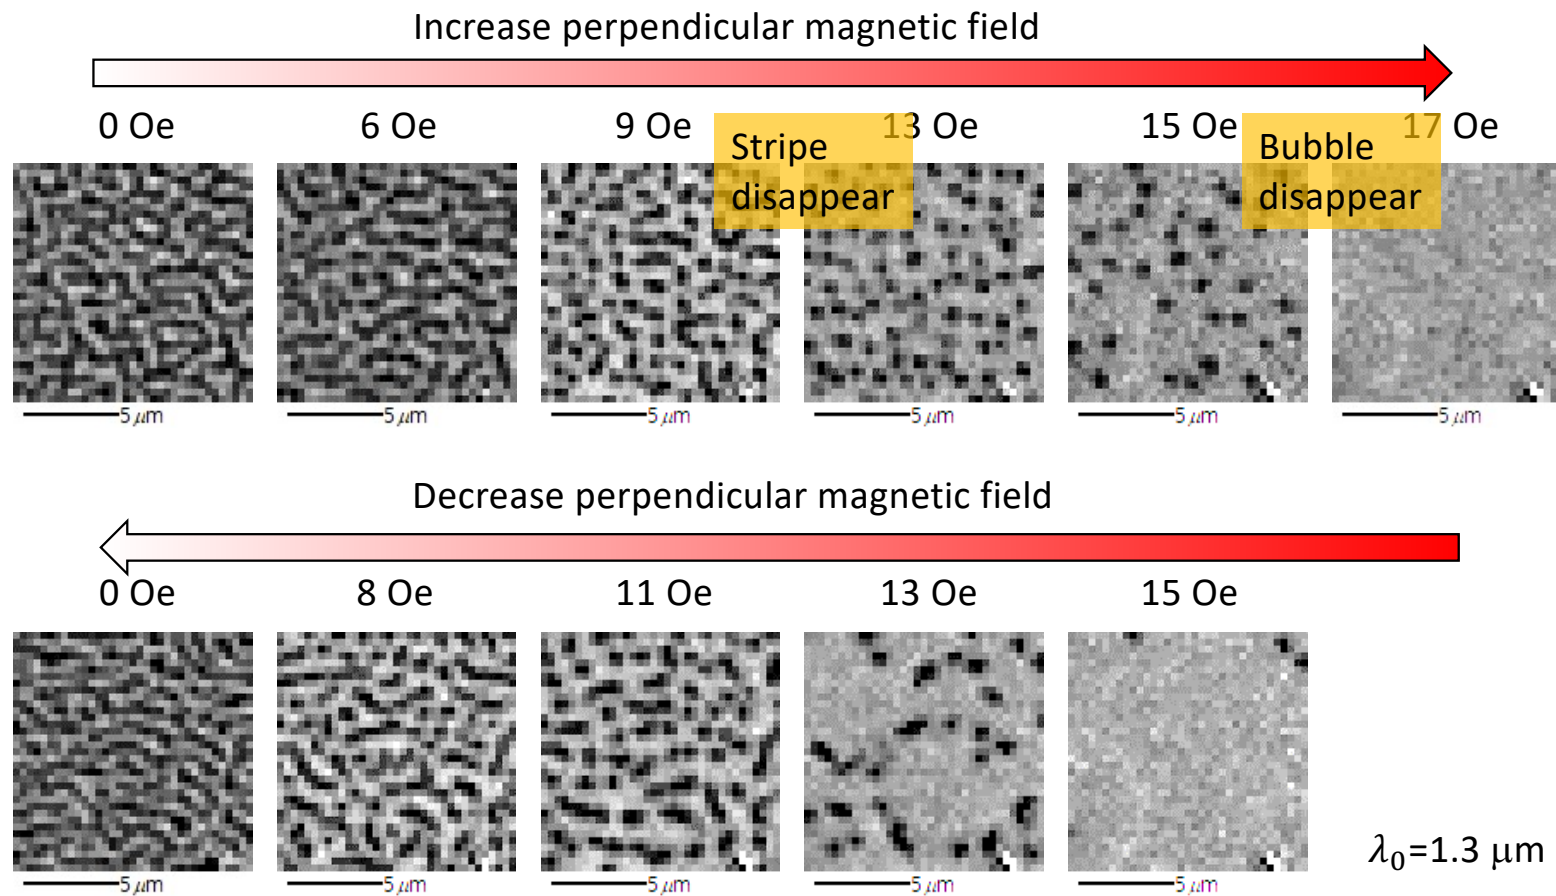 Increase perpendicular magnetic field
0 Oe 6 Oe 9 Oe 13 Oe 15 Oe 17 Oe
Stripe disappear
Bubble disappear
5 μm 5 μm 5 μm 5 μm 5 μm 5 μm
Decrease perpendicular magnetic field
0 Oe 8 Oe 11 Oe 13 Oe 15 Oe
5 μm 5 μm 5 μm 5 μm 5 μm
λ₀=1.3 μm